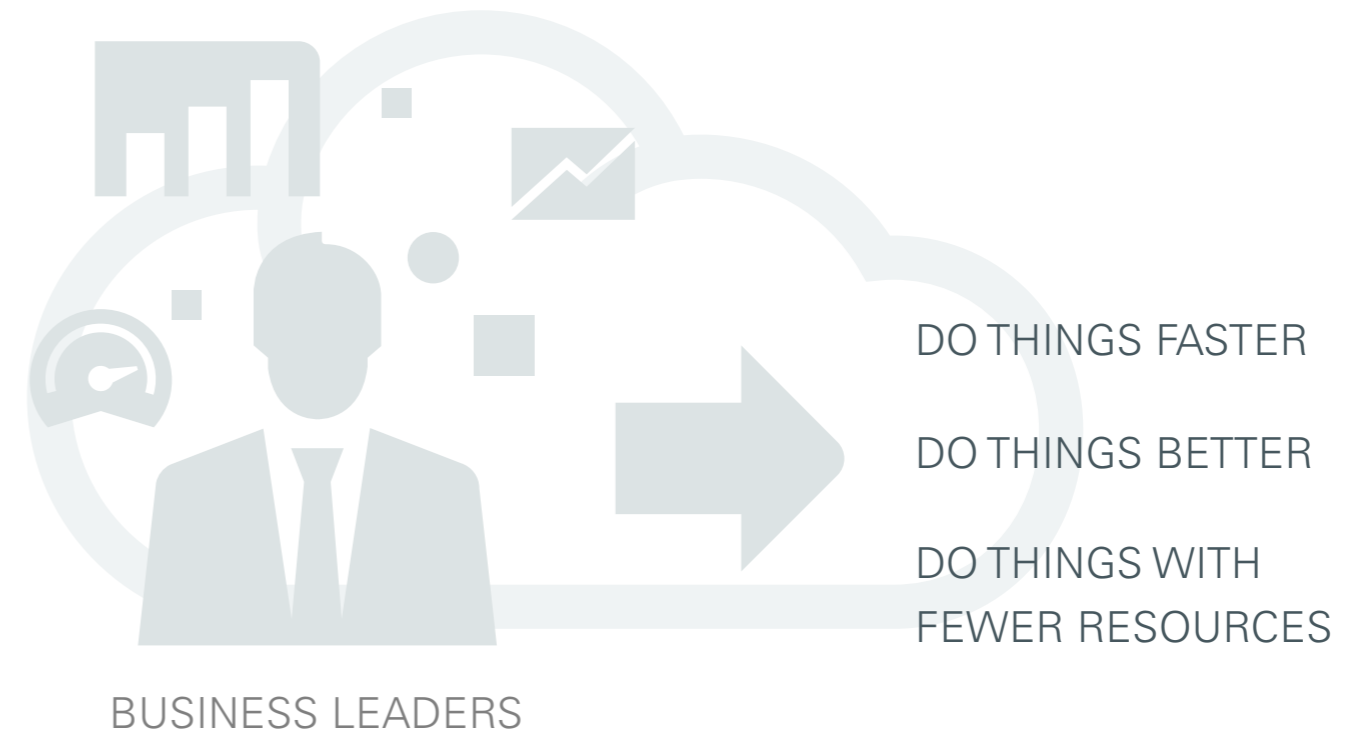 DO THINGS FASTER
DO THINGS BETTER
DO THINGS WITH
FEWER RESOURCES
BUSINESS LEADERS